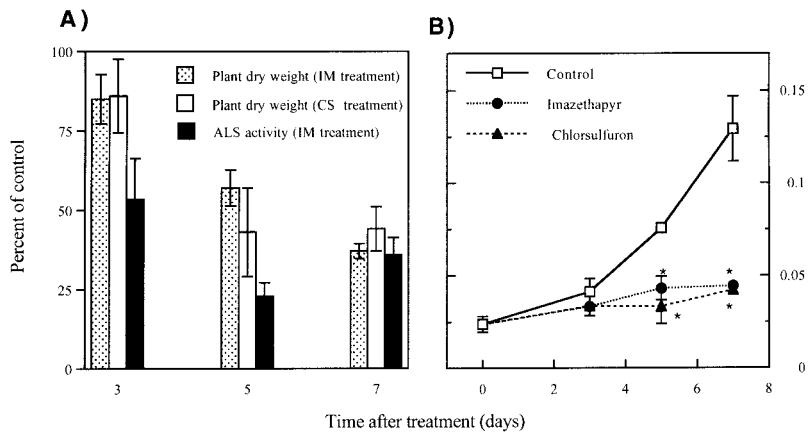 A)
B)
100
75
50
25
0
Percent of control
Plant dry weight (IM treatment)
Plant dry weight (CS treatment)
ALS activity (IM treatment)
3
5
7
Control
Imazethapyr
Chlorsulfuron
0.15
0.1
0.05
0
*
*
*
*
0
2
4
6
8
Time after treatment (days)